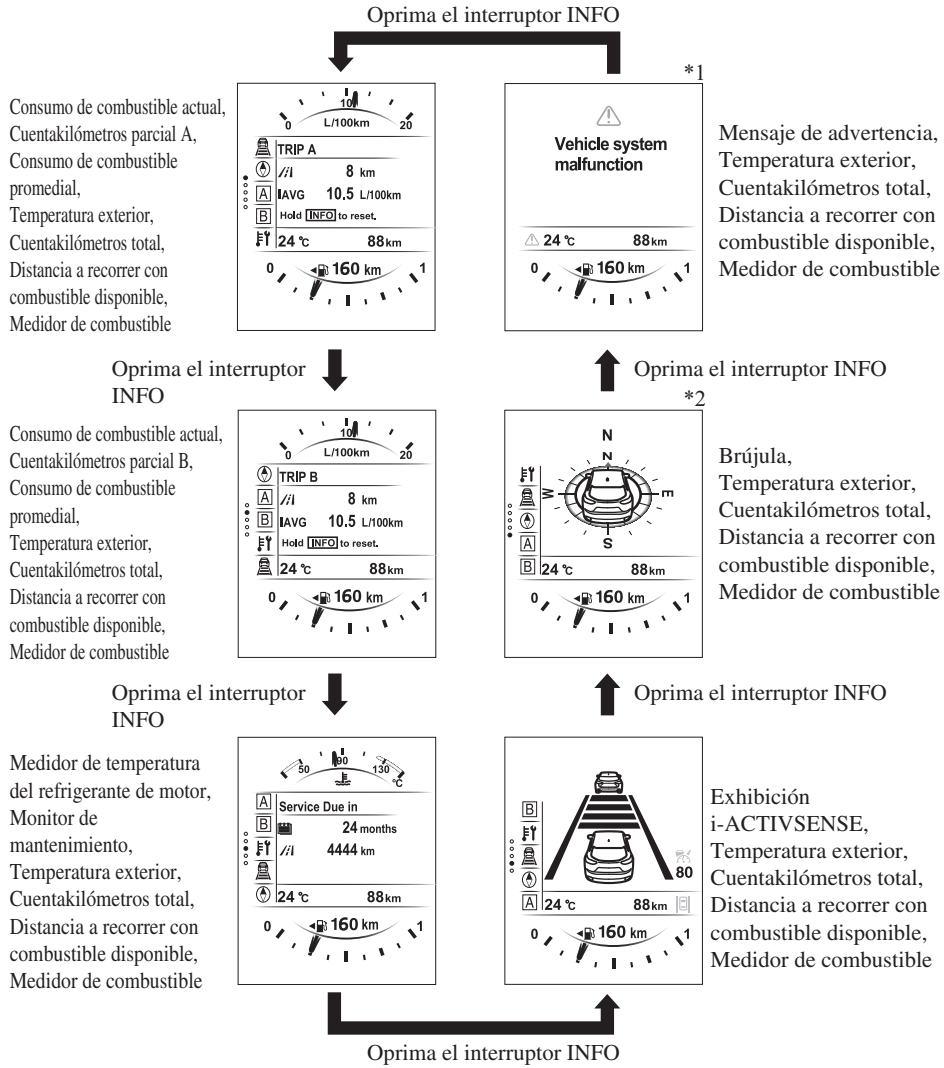 Oprima el interruptor INFO
Consumo de combustible actual,
Cuentakilómetros parcial A,
Consumo de combustible
promedial,
Temperatura exterior,
Cuentakilómetros total,
Distancia a recorrer con
combustible disponible,
Medidor de combustible
0 10 20
L/100km
TRIP A
8 km
AVG 10.5 L/100km
A
B
Hold INFO to reset.
24 °C 88km
0 160 km 1
*1
Vehicle system
malfunction
24 °C 88km
0 160 km 1
Mensaje de advertencia,
Temperatura exterior,
Cuentakilómetros total,
Distancia a recorrer con
combustible disponible,
Medidor de combustible
Oprima el interruptor
INFO
Oprima el interruptor INFO
Consumo de combustible actual,
Cuentakilómetros parcial B,
Consumo de combustible
promedial,
Temperatura exterior,
Cuentakilómetros total,
Distancia a recorrer con
combustible disponible,
Medidor de combustible
0 10 20
L/100km
TRIP B
A
8 km
B
AVG 10.5 L/100km
Hold INFO to reset.
24 °C 88km
0 160 km 1
*2
N
N
W E
S
A
B
24 °C 88km
0 160 km 1
Brújula,
Temperatura exterior,
Cuentakilómetros total,
Distancia a recorrer con
combustible disponible,
Medidor de combustible
Oprima el interruptor
INFO
Oprima el interruptor INFO
Medidor de temperatura
del refrigerante de motor,
Monitor de
mantenimiento,
Temperatura exterior,
Cuentakilómetros total,
Distancia a recorrer con
combustible disponible,
Medidor de combustible
50 90 130
°C
A
Service Due in
B
24 months
4444 km
24 °C 88km
0 160 km 1
B
80
A
24 °C 88km
0 160 km 1
Exhibición
i-ACTIVSENSE,
Temperatura exterior,
Cuentakilómetros total,
Distancia a recorrer con
combustible disponible,
Medidor de combustible
Oprima el interruptor INFO